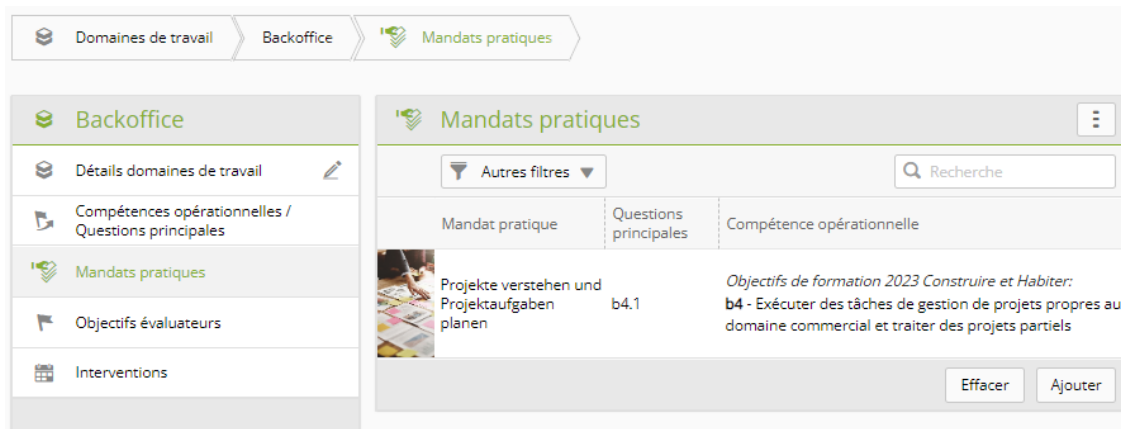 Domaines de travail
Backoffice
Mandats pratiques
Backoffice
Détails domaines de travail
Compétences opérationnelles /
Questions principales
Mandats pratiques
Objectifs évaluateurs
Interventions
Mandats pratiques
Autres filtres
Recherche
Mandat pratique
Questions
principales
Compétence opérationnelle
Projekte verstehen und
Projektaufgaben
planen
b4.1
Objectifs de formation 2023 Construire et Habiter:
b4 - Exécuter des tâches de gestion de projets propres au
domaine commercial et traiter des projets partiels
Effacer
Ajouter